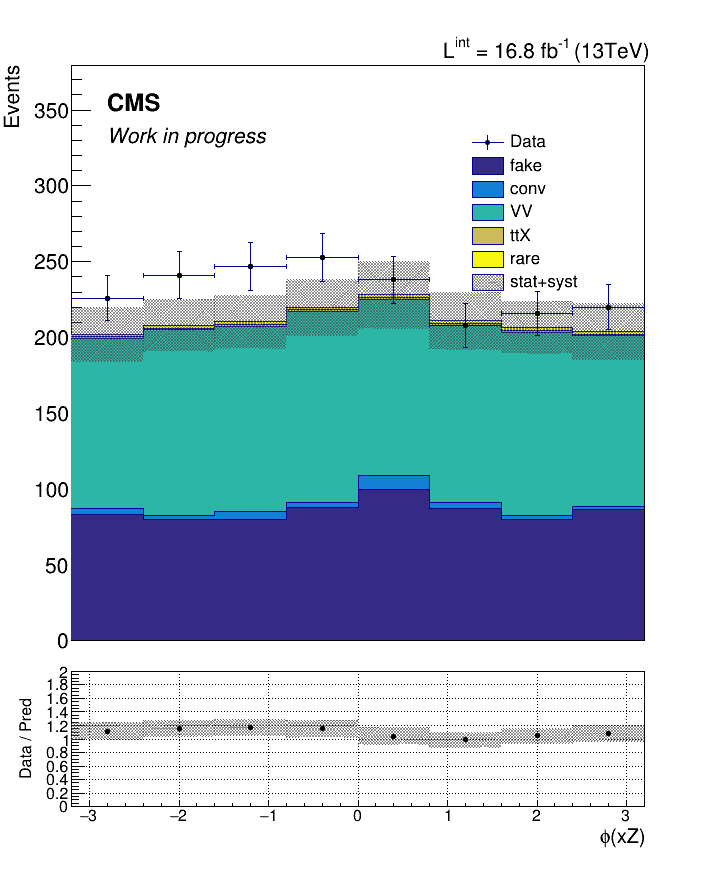 L^int = 16.8 fb^-1 (13TeV)
Events
CMS
Work in progress
Data
fake
conv
VV
ttX
rare
stat+syst
350
300
250
200
150
100
50
0
Data / Pred
2
1.8
1.6
1.4
1.2
1
0.8
0.6
0.4
0.2
0
−3 −2 −1 0 1 2 3
ϕ(xZ)